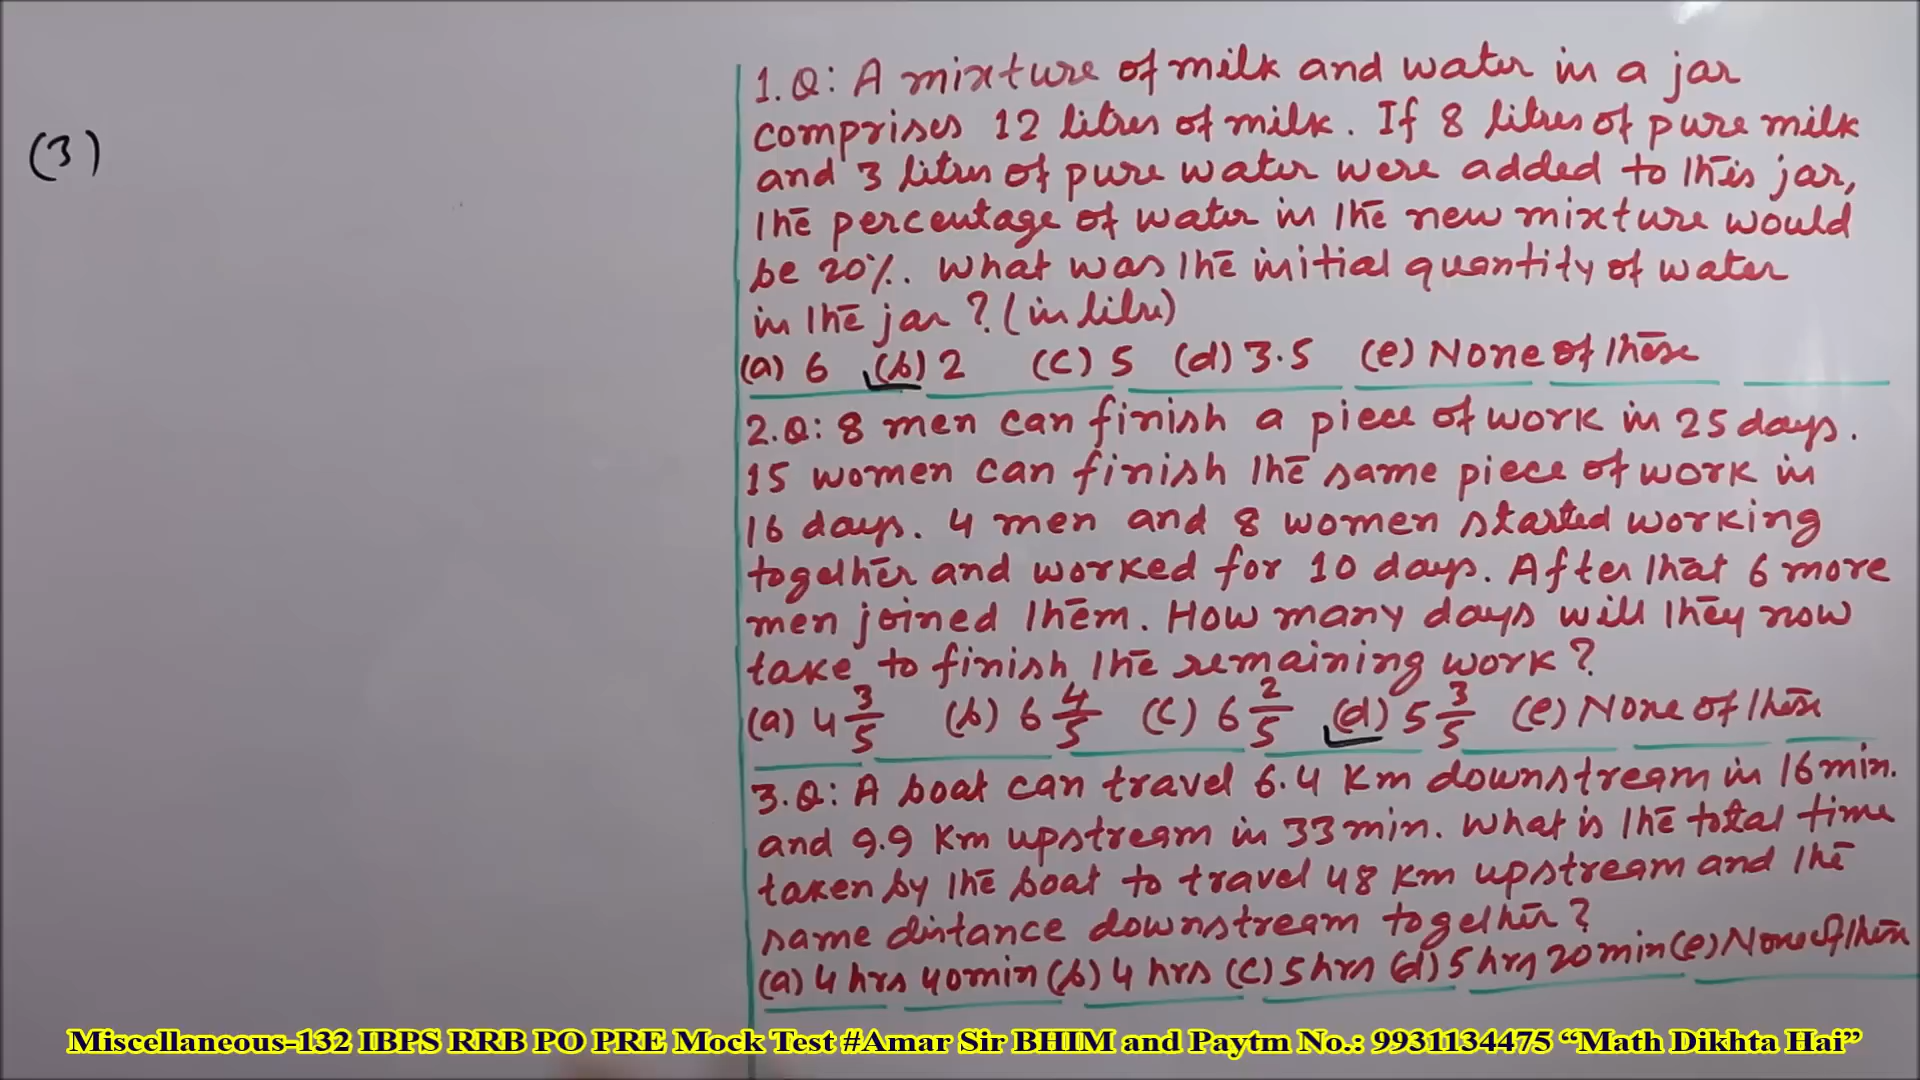 (3)
1.Q: A mixture of milk and water in a jar
comprises 12 litres of milk. If 8 litres of pure milk
and 3 litres of pure water were added to this jar,
the percentage of water in the new mixture would
be 20%. What was the initial quantity of water
in the jar? (in litre)
(a) 6 (b) 2 (c) 5 (d) 3.5 (e) None of these
2.Q: 8 men can finish a piece of work in 25 days.
15 women can finish the same piece of work in
16 days. 4 men and 8 women started working
together and worked for 10 days. After that 6 more
men joined them. How many days will they now
take to finish the remaining work?
(a) 4 3/5 (b) 6 4/5 (c) 6 2/5 (d) 5 3/5 (e) None of these
3.Q: A boat can travel 6.4 Km downstream in 16 min.
and 9.9 Km upstream in 33 min. What is the total time
taken by the boat to travel 48 Km upstream and the
same distance downstream together?
(a) 4 hrs 40 min (b) 4 hrs (c) 5 hrs (d) 5 hrs 20 min (e) None of these
Miscellaneous-132 IBPS RRB PO PRE Mock Test #Amar Sir BHIM and Paytm No.: 9931134475 “Math Dikhta Hai”